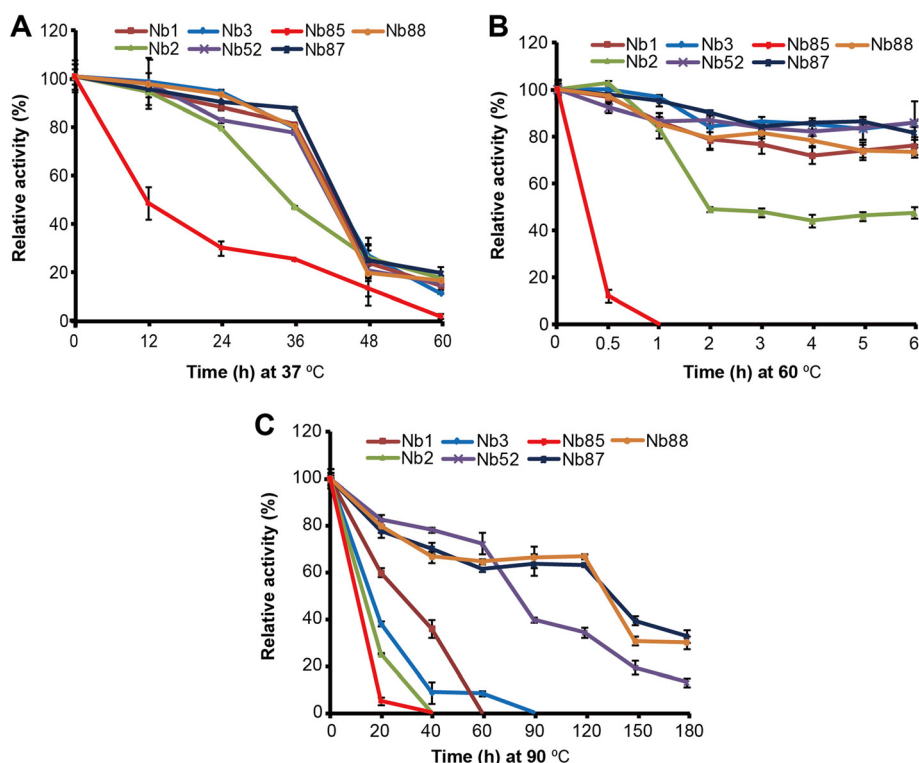 A
Nb1 Nb3 Nb85 Nb88
Nb2 Nb52 Nb87
Relative activity (%)
120
100
80
60
40
20
0
0 12 24 36 48 60
Time (h) at 37 ºC
B
Nb1 Nb3 Nb85 Nb88
Nb2 Nb52 Nb87
Relative activity (%)
120
100
80
60
40
20
0
0 0.5 1 2 3 4 5 6
Time (h) at 60 ºC
C
Nb1 Nb3 Nb85 Nb88
Nb2 Nb52 Nb87
Relative activity (%)
120
100
80
60
40
20
0
0 20 40 60 90 120 150 180
Time (h) at 90 ºC